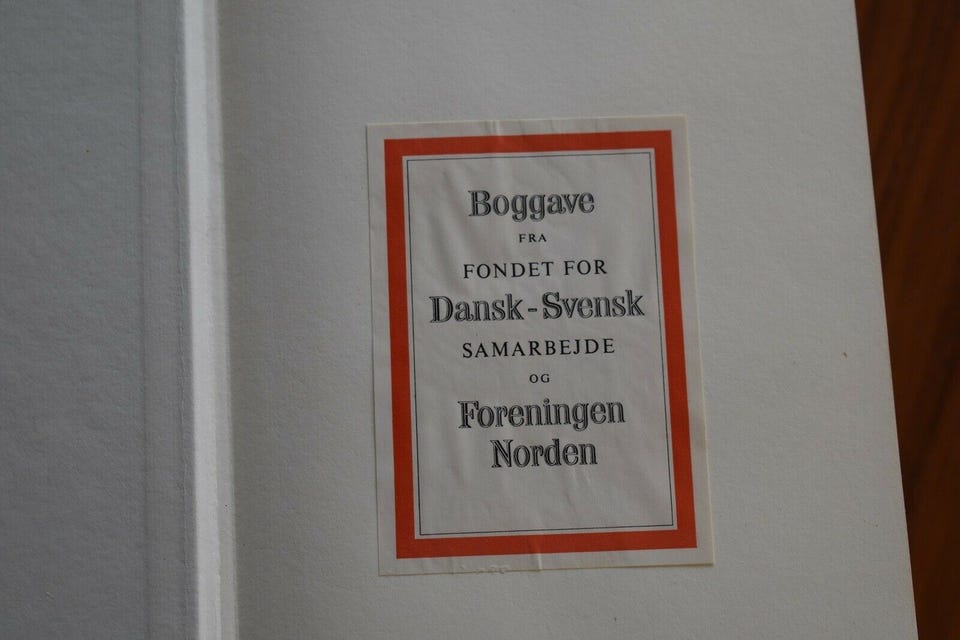 Boggave
FRA
FONDET FOR
Dansk-Svensk
SAMARBEJDE
OG
Foreningen
Norden